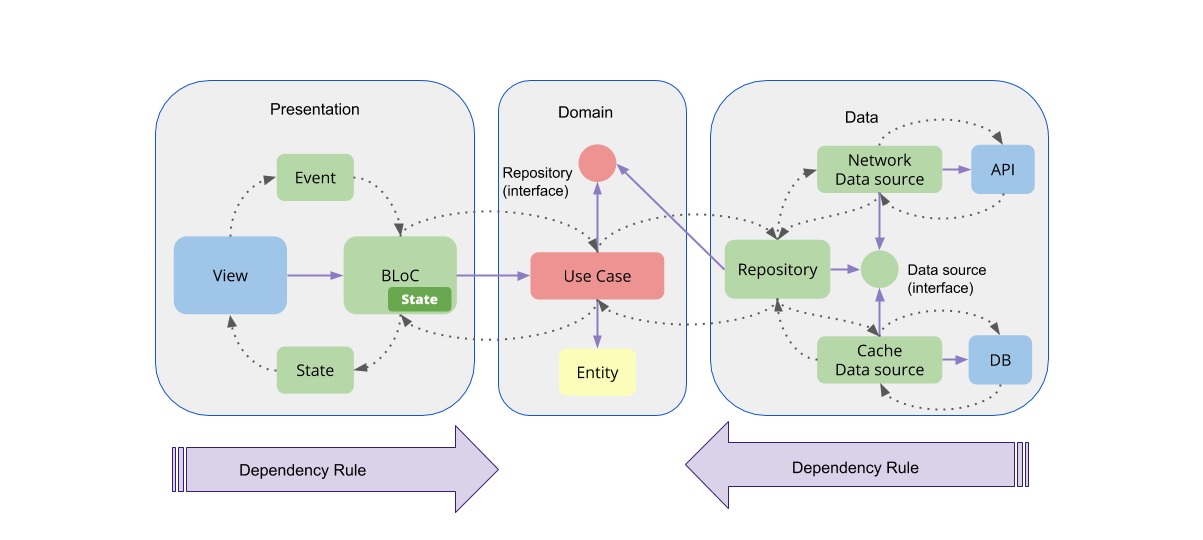 Presentation
Event
View
BLoC
State
State
Domain
Repository
(interface)
Use Case
Entity
Data
Network
Data source
API
Repository
Data source
(interface)
Cache
Data source
DB
Dependency Rule
Dependency Rule